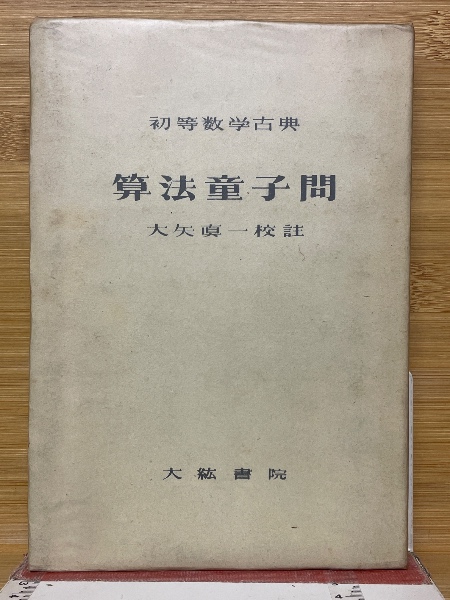 初等数学古典
算法童子問
大矢眞一校註
大紘書院